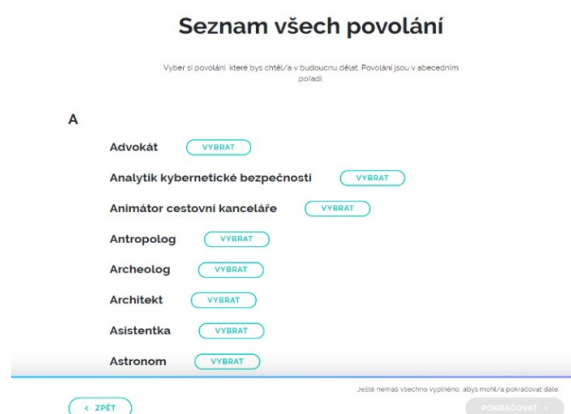 Seznam všech povolání
Vyber si povolání, které bys chtěl/a v budoucnu dělat. Povolání jsou v abecedním
pořadí.
A
Advokát VYBRAT
Analytik kybernetické bezpečnosti VYBRAT
Animátor cestovní kanceláře VYBRAT
Antropolog VYBRAT
Archeolog VYBRAT
Architekt VYBRAT
Asistentka VYBRAT
Astronom VYBRAT
Ještě nemáš všechno vyplněno, abys mohl/a pokračovat dále.
< ZPĚT POKRAČOVAT >